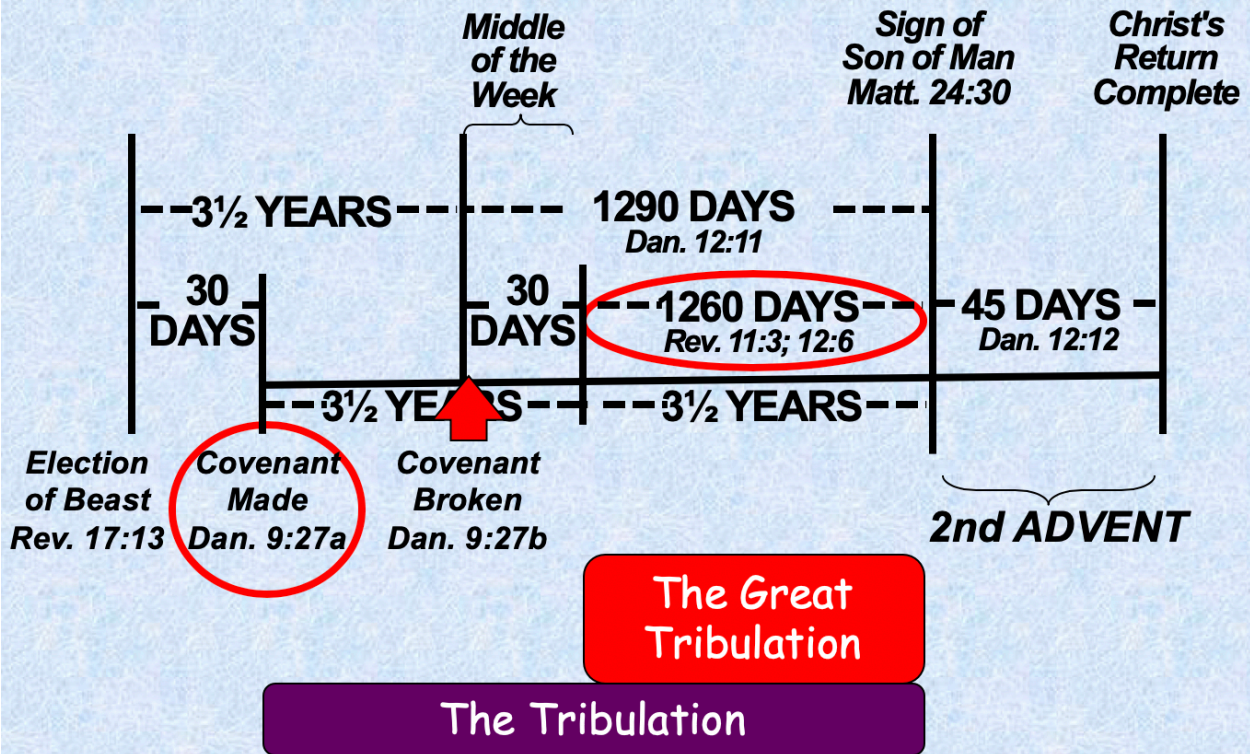 Middle
of the
Week
Sign of
Son of Man
Matt. 24:30
Christ's
Return
Complete
3½ YEARS
1290 DAYS
Dan. 12:11
30
DAYS
30
DAYS
1260 DAYS
Rev. 11:3; 12:6
45 DAYS
Dan. 12:12
3½ YEARS
3½ YEARS
Election
of Beast
Rev. 17:13
Covenant
Made
Dan. 9:27a
Covenant
Broken
Dan. 9:27b
2nd ADVENT
The Great
Tribulation
The Tribulation